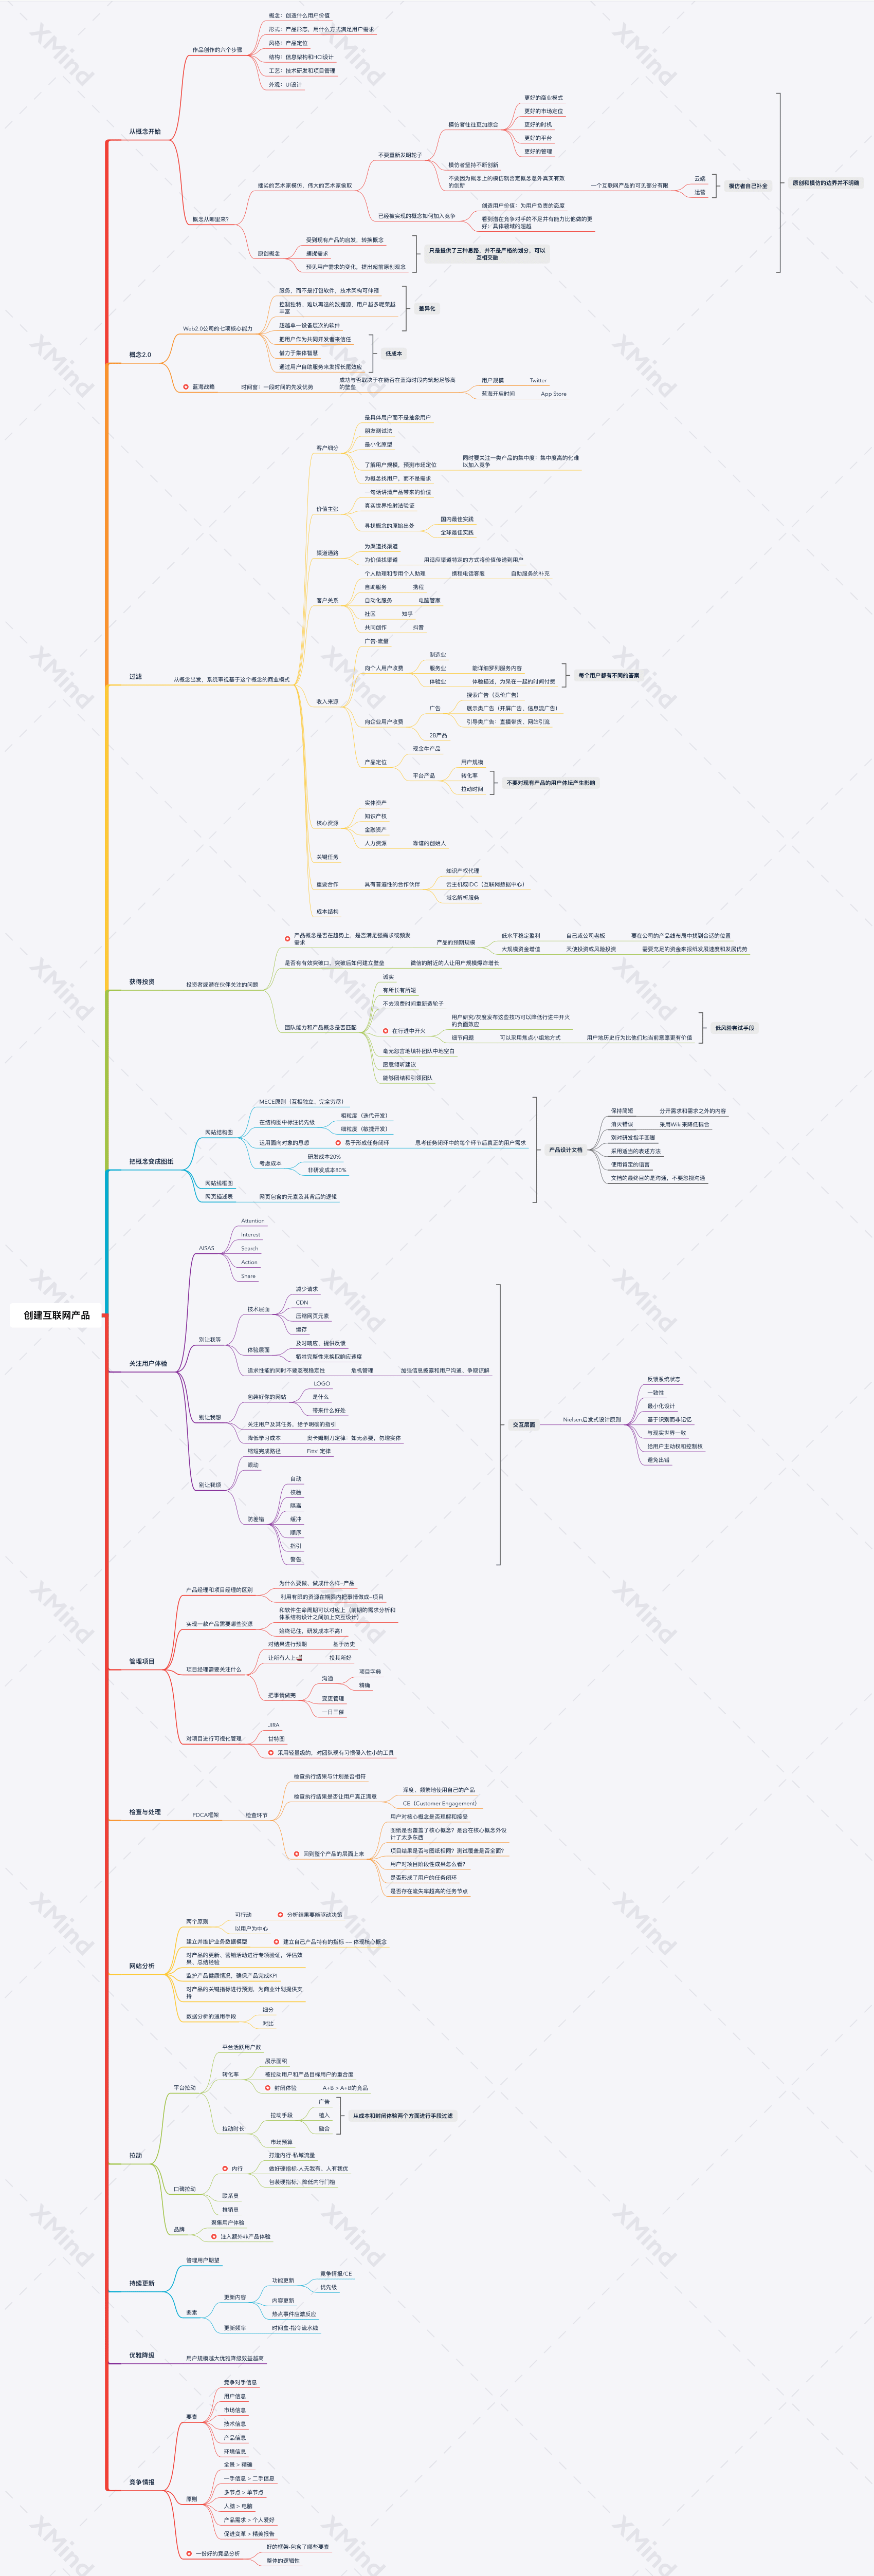 创建互联网产品
从概念开始
作品创作的六个步骤
概念：创造什么用户价值
形式：产品形态，用什么方式满足用户需求
风格：产品定位
结构：信息架构和HCI设计
工艺：技术研发和项目管理
外观：UI设计
概念从哪里来?
拙劣的艺术家模仿，伟大的艺术家偷取
不要重新发明轮子
模仿者往往更加综合
更好的商业模式
更好的市场定位
更好的时机
更好的平台
更好的管理
模仿者坚持不断创新
不要因为概念上的模仿就否定概念意外真实有效
的创新
一个互联网产品的可见部分有限
云端
运营
模仿者自己补全
已经被实现的概念如何加入竞争
创造用户价值：为用户负责的态度
看到潜在竞争对手的不足并有能力比他做的更
好：具体领域的超越
原创概念
受到现有产品的启发，转换概念
捕捉需求
预见用户需求的变化，提出超前原创观念
只是提供了三种思路，并不是严格的划分，可以
互相交融
原创和模仿的边界并不明确
概念2.0
Web2.0公司的七项核心能力
服务，而不是打包软件，技术架构可伸缩
控制独特，难以再造的数据源，用户越多呢荣越
丰富
超越单一设备层次的软件
把用户作为共同开发者来信任
借力于集体智慧
通过用户自助服务来发挥长尾效应
差异化
低成本
蓝海战略
时间窗：一段时间的先发优势
成功与否取决于在能否在蓝海时段内筑起足够高
的壁垒
用户规模
Twitter
蓝海开启时间
App Store
过滤
从概念出发，系统审视基于这个概念的商业模式
客户细分
是具体用户而不是抽象用户
朋友测试法
最小化原型
了解用户规模，预测市场定位
同时要关注一类产品的集中度：集中度高的化难
以加入竞争
为概念找用户，而不是需求
价值主张
一句话讲清产品带来的价值
真实世界投射法验证
寻找概念的原始出处
国内最佳实践
全球最佳实践
渠道通路
为渠道找渠道
为价值找渠道
用适应渠道特定的方式将价值传递到用户
客户关系
个人助理和专用个人助理
携程电话客服
自助服务的补充
自助服务
携程
自动化服务
电脑管家
社区
知乎
共同创作
抖音
收入来源
广告-流量
向个人用户收费
制造业
服务业
能详细罗列服务内容
体验业
体验描述，为呆在一起的时间付费
每个用户都有不同的答案
向企业用户收费
广告
搜索广告（竞价广告）
展示类广告（开屏广告、信息流广告）
引导类广告：直播带货，网站引流
2B产品
产品定位
现金牛产品
平台产品
用户规模
转化率
拉动时间
不要对现有产品的用户体坛产生影响
核心资源
实体资产
知识产权
金融资产
人力资源
靠谱的创始人
关键任务
重要合作
具有普遍性的合作伙伴
知识产权代理
云主机或IDC（互联网数据中心）
域名解析服务
成本结构
获得投资
投资者或潜在伙伴关注的问题
产品概念是否在趋势上，是否满足强需求或频发
需求
产品的预期规模
低水平稳定盈利
自己或公司老板
要在公司的产品线布局中找到合适的位置
大规模资金增值
天使投资或风险投资
需要充足的资金来报纸发展速度和发展优势
是否有有效突破口，突破后如何建立壁垒
微信的附近的人让用户规模爆炸增长
团队能力和产品概念是否匹配
诚实
有所长有所短
不去浪费时间重新造轮子
在行进中开火
用户研究/灰度发布这些技巧可以降低行进中开火
的负面效应
细节问题
可以采用焦点小组地方式
用户地历史行为比他们地当前意愿更有价值
低风险尝试手段
毫无怨言地填补团队中地空白
愿意倾听建议
能够团结和引领团队
把概念变成图纸
网站结构图
MECE原则（互相独立，完全穷尽）
在结构图中标注优先级
粗粒度（迭代开发）
细粒度（敏捷开发）
运用面向对象的思想
易于形成任务闭环
思考任务闭环中的每个环节后真正的用户需求
考虑成本
研发成本20%
非研发成本80%
网站线框图
网页描述表
网页包含的元素及其背后的逻辑
产品设计文档
保持简短
分开需求和需求之外的内容
消灭错误
采用Wiki来降低耦合
别对研发指手画脚
采用适当的表述方法
使用肯定的语言
文档的最终目的是沟通，不要忽视沟通
关注用户体验
AISAS
Attention
Interest
Search
Action
Share
别让我等
技术层面
减少请求
CDN
压缩网页元素
缓存
体验层面
及时响应，提供反馈
牺牲完整性来换取响应速度
追求性能的同时不要忽视稳定性
危机管理
加强信息披露和用户沟通，争取谅解
别让我想
包装好你的网站
LOGO
是什么
带来什么好处
关注用户及其任务，给予明确的指引
降低学习成本
奥卡姆剃刀定律：如无必要，勿增实体
别让我烦
缩短完成路径
Fitts' 定律
眼动
防差错
自动
校验
隔离
缓冲
顺序
指引
警告
交互层面
Nielsen启发式设计原则
反馈系统状态
一致性
最小化设计
基于识别而非记忆
与现实世界一致
给用户主动权和控制权
避免出错
管理项目
产品经理和项目经理的区别
为什么要做，做成什么样–产品
利用有限的资源在期限内把事情做成–项目
实现一款产品需要哪些资源
和软件生命周期可以对应上（前期的需求分析和
体系结构设计之间加上交互设计）
始终记住，研发成本不高！
项目经理需要关注什么
对结果进行预期
基于历史
让所有人上
投其所好
把事情做完
沟通
项目字典
精确
变更管理
一日三催
对项目进行可视化管理
JIRA
甘特图
采用轻量级的，对团队现有习惯侵入性小的工具
检查与处理
PDCA框架
检查环节
检查执行结果与计划是否相符
检查执行结果是否让用户真正满意
深度、频繁地使用自己的产品
CE（Customer Engagement）
回到整个产品的层面上来
用户对核心概念是否理解和接受
图纸是否覆盖了核心概念？是否在核心概念外设
计了太多东西
项目结果是否与图纸相同？测试覆盖是否全面？
用户对项目阶段性成果怎么看？
是否形成了用户的任务闭环
是否存在流失率超高的任务节点
网站分析
两个原则
可行动
分析结果要能驱动决策
以用户为中心
建立并维护业务数据模型
建立自己产品特有的指标 — 体现核心概念
对产品的更新、营销活动进行专项验证，评估效
果、总结经验
监护产品健康情况，确保产品完成KPI
对产品的关键指标进行预测，为商业计划提供支
持
数据分析的通用手段
细分
对比
拉动
平台拉动
平台活跃用户数
转化率
展示面积
被拉动用户和产品目标用户的重合度
封闭体验
A+B > A+B的竞品
拉动时长
拉动手段
广告
植入
融合
从成本和封闭体验两个方面进行手段过滤
市场预算
口碑拉动
内行
打造内行-私域流量
做好硬指标-人无我有，人有我优
包装硬指标，降低内行门槛
联系员
推销员
品牌
聚集用户体验
注入额外非产品体验
持续更新
管理用户期望
要素
更新内容
功能更新
竞争情报/CE
优先级
内容更新
热点事件应激反应
更新频率
时间盒-指令流水线
优雅降级
用户规模越大优雅降级效益越高
竞争情报
要素
竞争对手信息
用户信息
市场信息
技术信息
产品信息
环境信息
原则
全景 > 精确
一手信息 > 二手信息
多节点 > 单节点
人脑 > 电脑
产品需求 > 个人爱好
促进变革 > 精美报告
一份好的竞品分析
好的框架-包含了哪些要素
整体的逻辑性